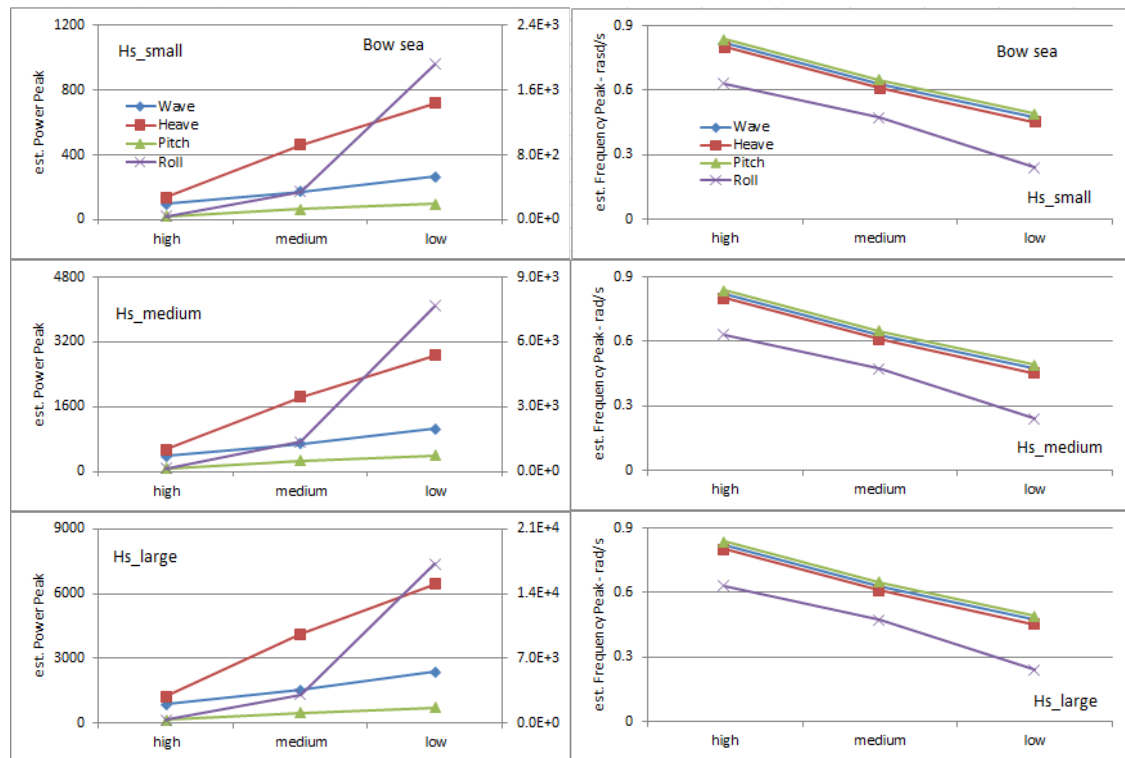 1200
800
400
0
est. Power Peak
Hs_small
Bow sea
Wave
Heave
Pitch
Roll
2.4E+3
1.6E+3
8.0E+2
0.0E+0
high medium low
0.9
0.6
0.3
0
est. Frequency Peak - rasd/s
Bow sea
Wave
Heave
Pitch
Roll
Hs_small
high medium low
4800
3200
1600
0
est. Power Peak
Hs_medium
9.0E+3
6.0E+3
3.0E+3
0.0E+0
high medium low
0.9
0.6
0.3
0
est. Frequency Peak - rad/s
Hs_medium
high medium low
9000
6000
3000
0
est. Power Peak
Hs_large
2.1E+4
1.4E+4
7.0E+3
0.0E+0
high medium low
0.9
0.6
0.3
0
est. Frequency Peak - rad/s
Hs_large
high medium low